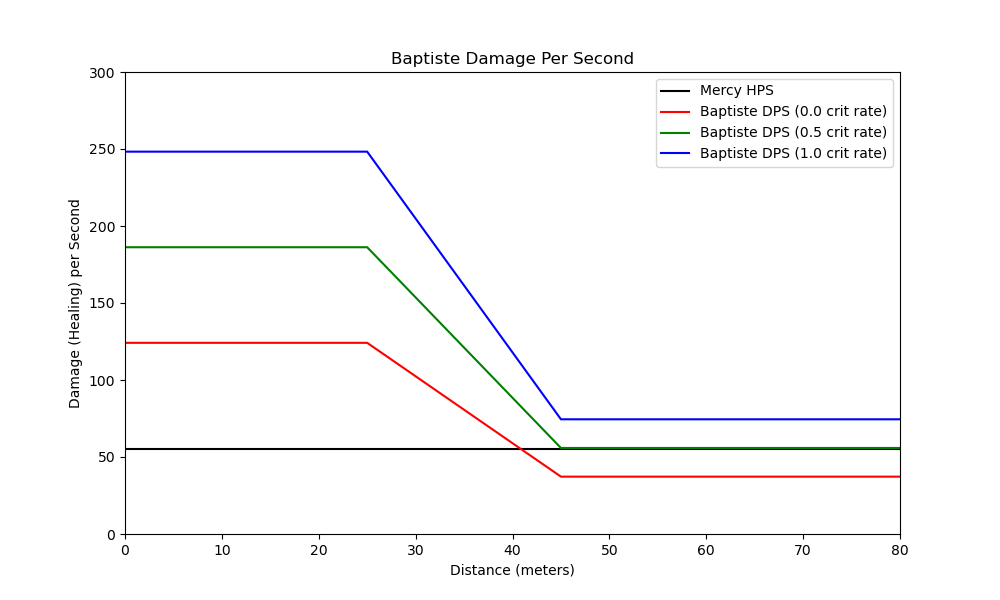 Baptiste Damage Per Second
Damage (Healing) per Second
300
250
200
150
100
50
0
Mercy HPS
Baptiste DPS (0.0 crit rate)
Baptiste DPS (0.5 crit rate)
Baptiste DPS (1.0 crit rate)
0 10 20 30 40 50 60 70 80
Distance (meters)